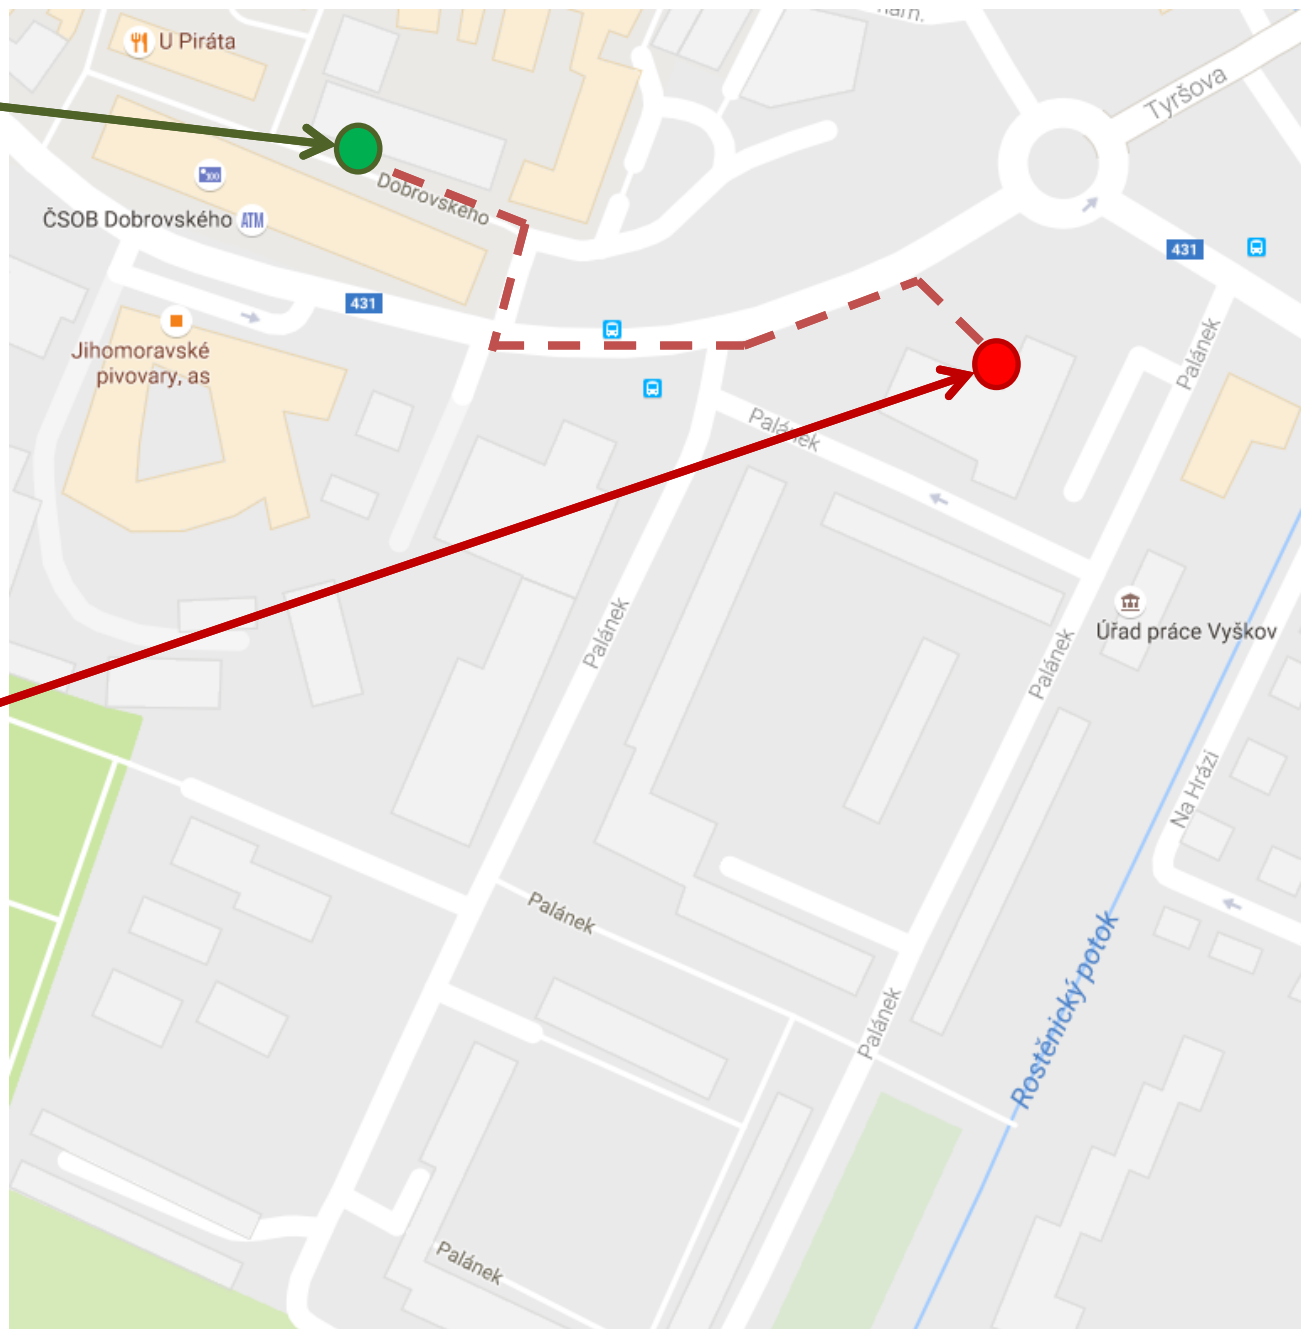 nám.
U Piráta
Tyršova
Dobrovského
ČSOB Dobrovského
ATM
431
431
Jihomoravské
pivovary, as
Palánek
Palánek
Palánek
Palánek
Úřad práce Vyškov
Na Hrázi
Palánek
Palánek
Rostěnický potok
Palánek